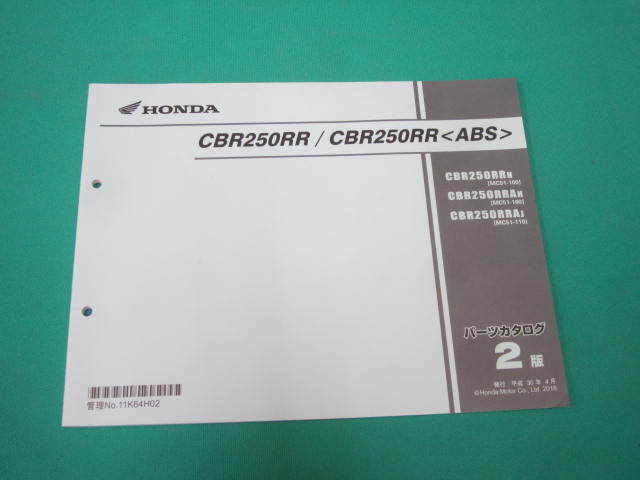 HONDA
CBR250RR / CBR250RR<ABS>
CBR250RRH
[MC51-100]
CBR250RRAH
[MC51-100]
CBR250RRAJ
[MC51-110]
パーツカタログ
2 版
発行 平成 30 年 4 月
©Honda Motor Co., Ltd. 2018
管理No.11K64H02